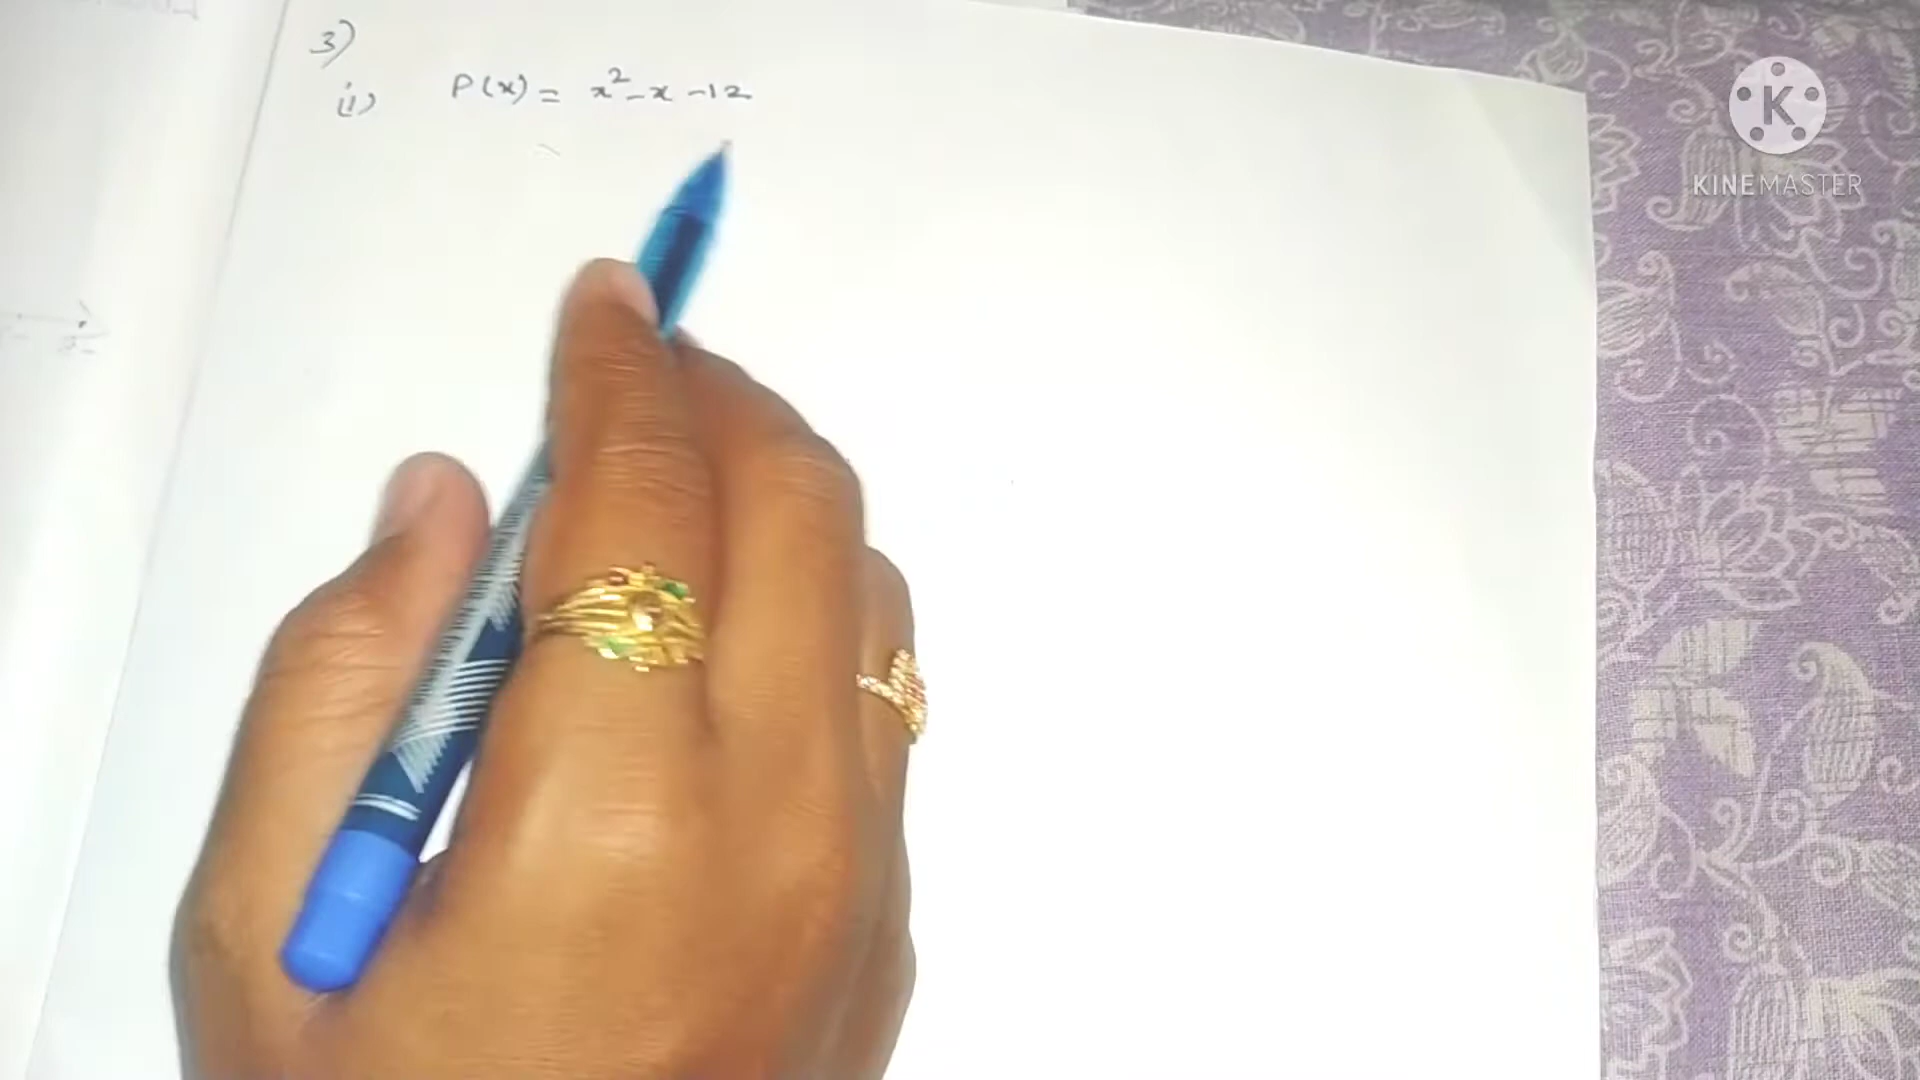 3)
(i) P(x) = x² - x - 12
K
KINEMASTER